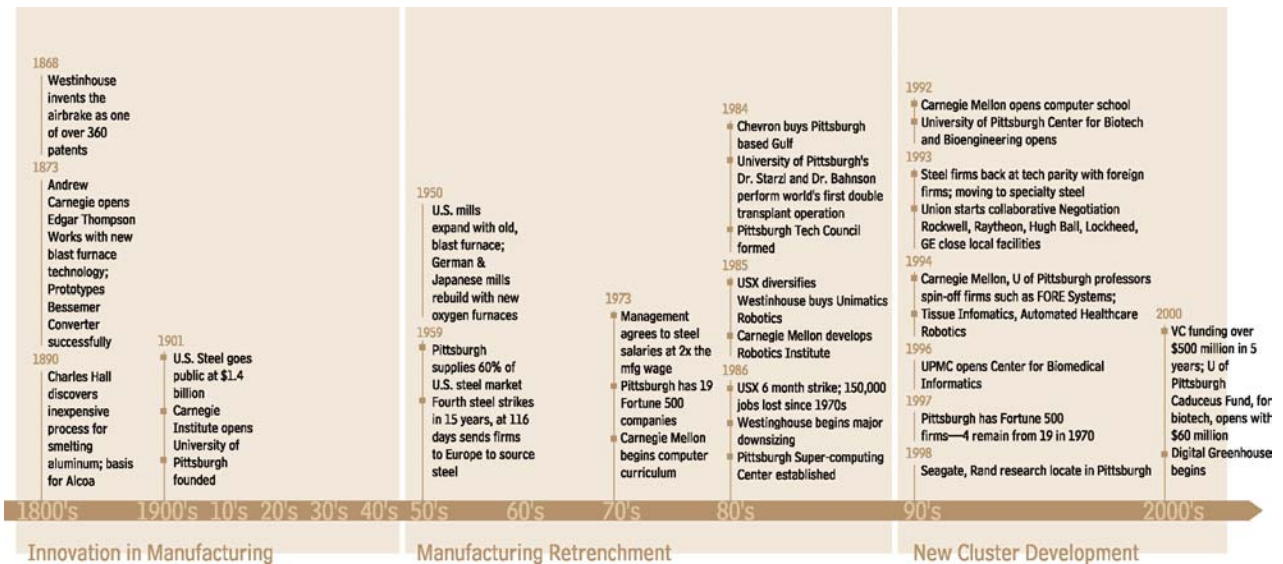 1868
Westinhouse
invents the
airbrake as one
of over 360
patents
1873
Andrew
Carnegie opens
Edgar Thompson
Works with new
blast furnace
technology;
Prototypes
Bessemer
Converter
successfully
1890
Charles Hall
discovers
inexpensive
process for
smelting
aluminum; basis
for Alcoa
1901
U.S. Steel goes
public at $1.4
billion
Carnegie
Institute opens
University of
Pittsburgh
founded
1950
U.S. mills
expand with old,
blast furnace;
German &
Japanese mills
rebuild with new
oxygen furnaces
1959
Pittsburgh
supplies 60% of
U.S. steel market
Fourth steel strikes
in 15 years, at 116
days sends firms
to Europe to source
steel
1973
Management
agrees to steel
salaries at 2x the
mfg wage
Pittsburgh has 19
Fortune 500
companies
Carnegie Mellon
begins computer
curriculum
1984
Chevron buys Pittsburgh
based Gulf
University of Pittsburgh's
Dr. Starzl and Dr. Bahnson
perform world's first double
transplant operation
Pittsburgh Tech Council
formed
1985
USX diversifies
Westinhouse buys Unimatics
Robotics
Carnegie Mellon develops
Robotics Institute
1986
USX 6 month strike; 150,000
jobs lost since 1970s
Westinghouse begins major
downsizing
Pittsburgh Super-computing
Center established
1992
Carnegie Mellon opens computer school
University of Pittsburgh Center for Biotech
and Bioengineering opens
1993
Steel firms back at tech parity with foreign
firms; moving to specialty steel
Union starts collaborative Negotiation
Rockwell, Raytheon, Hugh Ball, Lockheed,
GE close local facilities
1994
Carnegie Mellon, U of Pittsburgh professors
spin-off firms such as FORE Systems;
Tissue Infomatics, Automated Healthcare
Robotics
1996
UPMC opens Center for Biomedical
Informatics
1997
Pittsburgh has Fortune 500
firms—4 remain from 19 in 1970
1998
Seagate, Rand research locate in Pittsburgh
2000
VC funding over
$500 million in 5
years; U of
Pittsburgh
Caduceus Fund, for
biotech, opens with
$60 million
Digital Greenhouse
begins
1800's 1900's 10's 20's 30's 40's 50's 60's 70's 80's 90's 2000's
Innovation in Manufacturing
Manufacturing Retrenchment
New Cluster Development